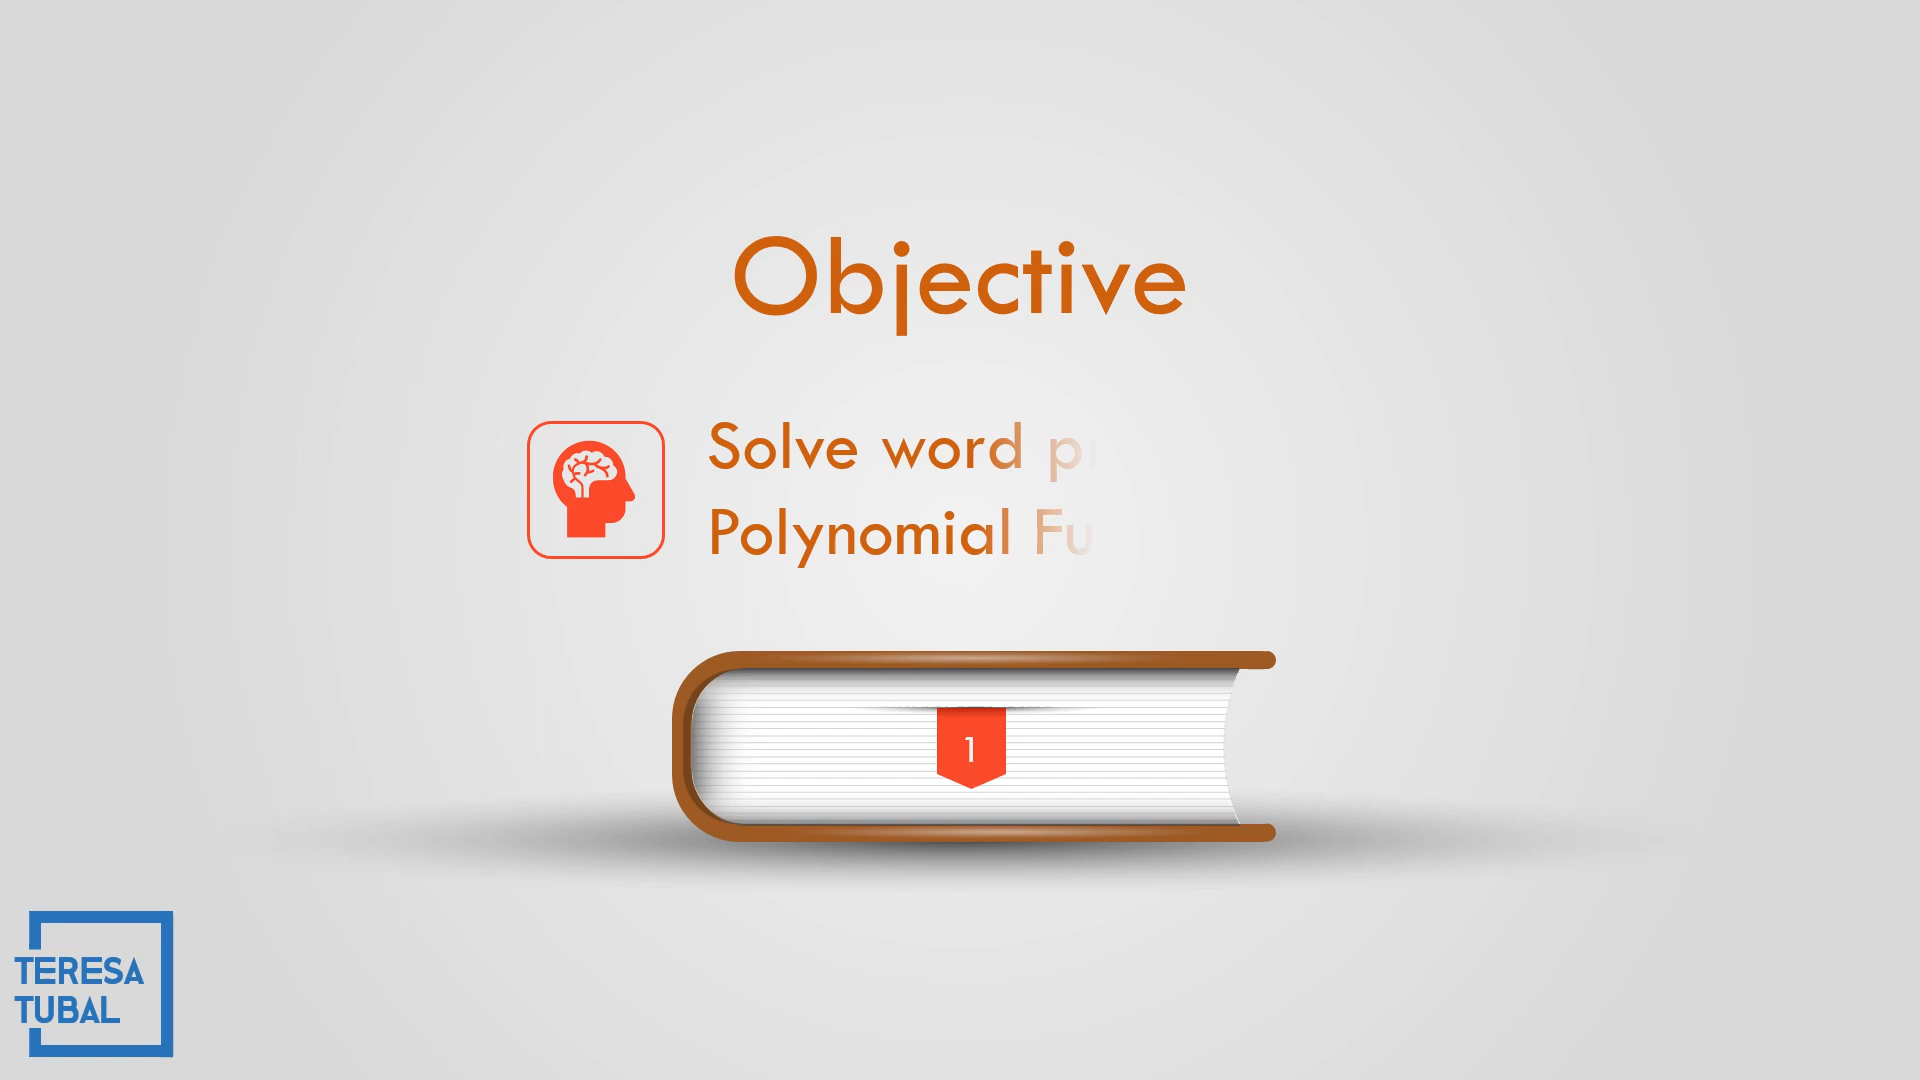 Objective
Solve word
Polynomial
1
TERESA
TUBAL